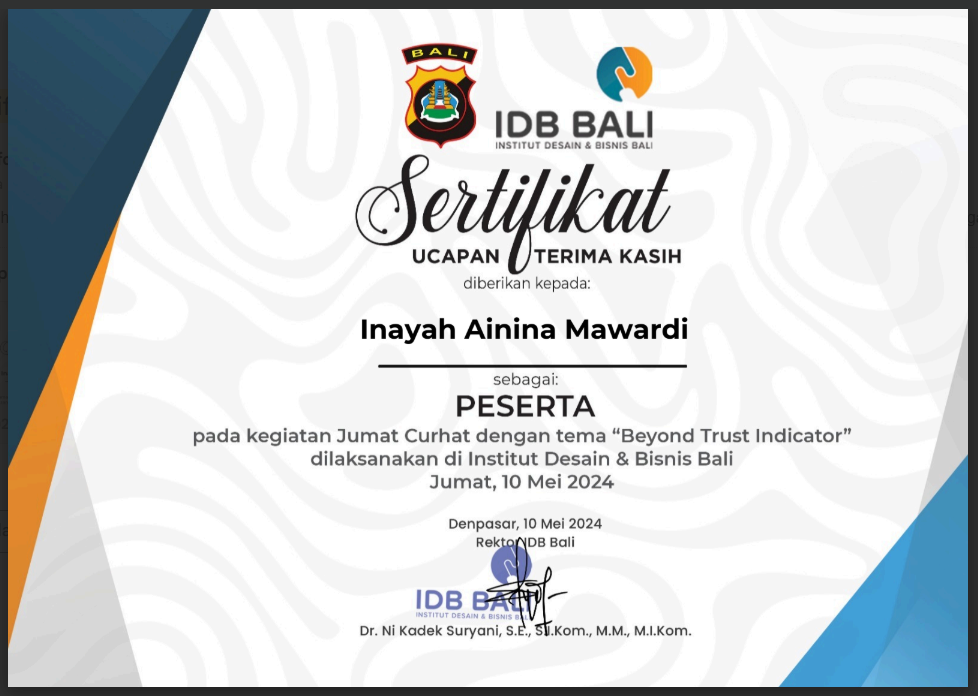 BALI
IDB BALI
INSTITUT DESAIN & BISNIS BALI
Sertifikat
UCAPAN TERIMA KASIH
diberikan kepada:
Inayah Ainina Mawardi
sebagai:
PESERTA
pada kegiatan Jumat Curhat dengan tema “Beyond Trust Indicator”
dilaksanakan di Institut Desain & Bisnis Bali
Jumat, 10 Mei 2024
Denpasar, 10 Mei 2024
Rektor IDB Bali
IDB BALI
INSTITUT DESAIN & BISNIS BALI
Dr. Ni Kadek Suryani, S.E., S.I.Kom., M.M., M.I.Kom.